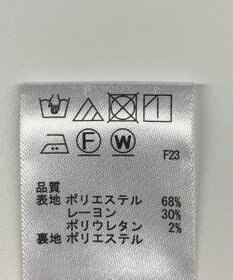 F W
F23
品質
表地 ポリエステル 68%
レーヨン 30%
ポリウレタン 2%
裏地 ポリエステル